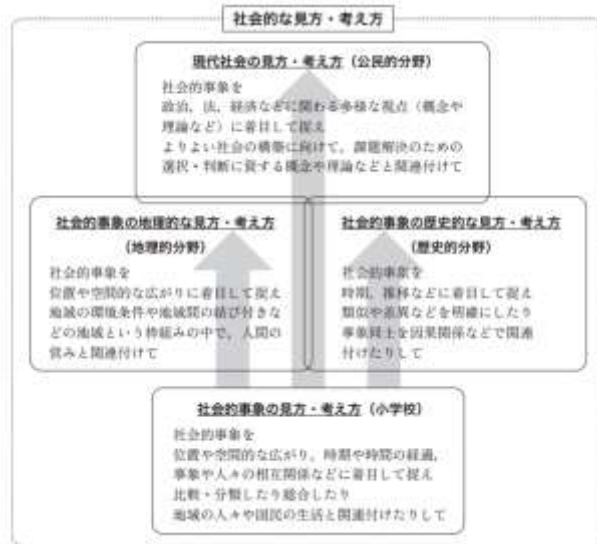 社会的な見方・考え方
現代社会の見方・考え方（公民的分野）
社会的事象を
政治，法，経済などに関わる多様な視点（概念や
理論など）に着目して捉え
よりよい社会の構築に向けて，課題解決のための
選択・判断に資する概念や理論などと関連付けて
社会的事象の地理的な見方・考え方
（地理的分野）
社会的事象を
位置や空間的な広がりに着目して捉え
地域の環境条件や地域間の結び付きな
どの地域という枠組みの中で，人間の
営みと関連付けて
社会的事象の歴史的な見方・考え方
（歴史的分野）
社会的事象を
時期，推移などに着目して捉え
類似や差異などを明確にしたり
事象同士を因果関係などで関連
付けたりして
社会的事象の見方・考え方（小学校）
社会的事象を
位置や空間的な広がり，時期や時間の経過，
事象や人々の相互関係などに着目して捉え
比較・分類したり総合したり
地域の人々や国民の生活と関連付けたりして